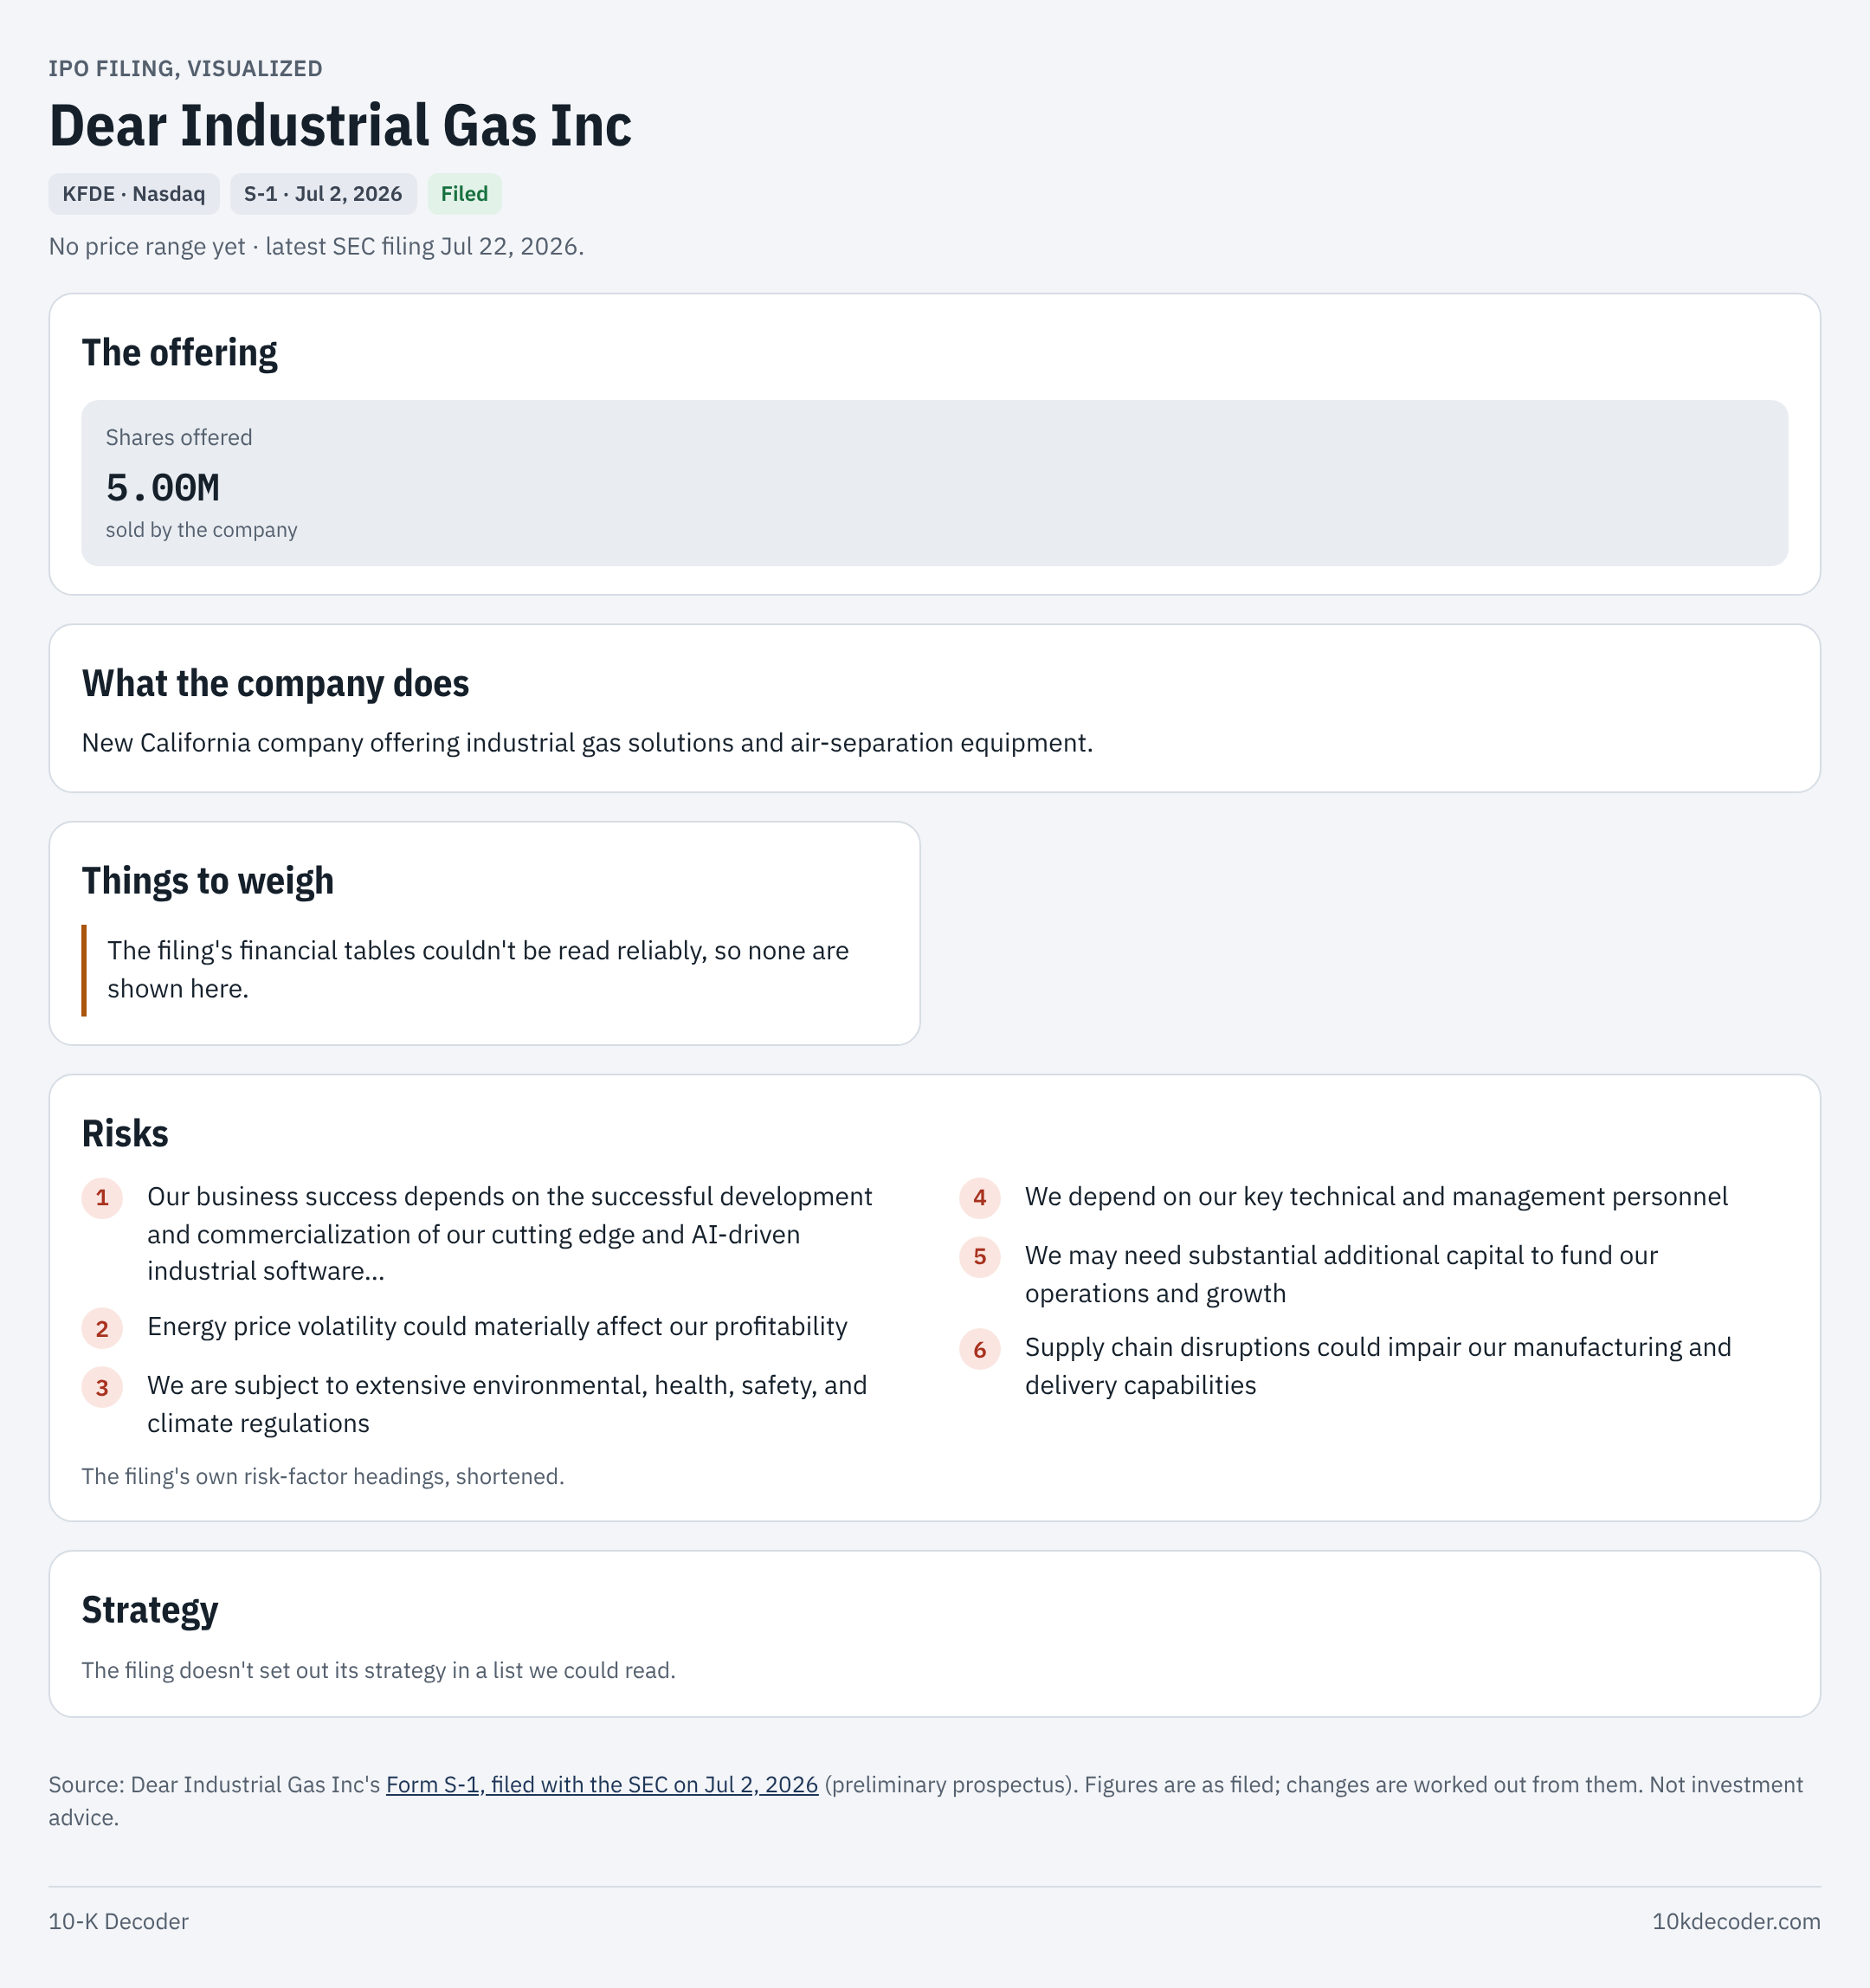 IPO FILING, VISUALIZED
Dear Industrial Gas Inc
KFDE · Nasdaq
S-1 · Jul 2, 2026
Filed
No price range yet · latest SEC filing Jul 22, 2026.
The offering
Shares offered
5.00M
sold by the company
What the company does
New California company offering industrial gas solutions and air-separation equipment.
Things to weigh
The filing's financial tables couldn't be read reliably, so none are
shown here.
Risks
1
Our business success depends on the successful development
and commercialization of our cutting edge and AI-driven
industrial software…
2
Energy price volatility could materially affect our profitability
3
We are subject to extensive environmental, health, safety, and
climate regulations
4
We depend on our key technical and management personnel
5
We may need substantial additional capital to fund our
operations and growth
6
Supply chain disruptions could impair our manufacturing and
delivery capabilities
The filing's own risk-factor headings, shortened.
Strategy
The filing doesn't set out its strategy in a list we could read.
Source: Dear Industrial Gas Inc's Form S-1, filed with the SEC on Jul 2, 2026 (preliminary prospectus). Figures are as filed; changes are worked out from them. Not investment
advice.
10-K Decoder
10kdecoder.com